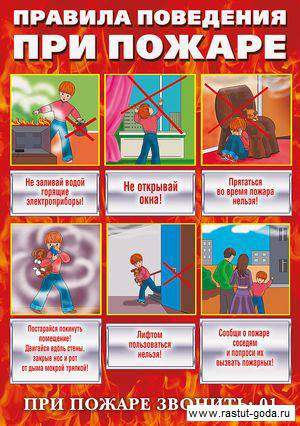 ПРАВИЛА ПОВЕДЕНИЯ
ПРИ ПОЖАРЕ
Не заливай водой
горящие
электроприборы!
Не открывай
окна!
Прятаться
во время пожара
нельзя!
Постарайся покинуть
помещение!
Двигайся вдоль стены,
закрыв нос и рот
от дыма мокрой тряпкой!
Лифтом
пользоваться
нельзя!
Сообщи о пожаре
соседям
и попроси их
вызвать пожарных!
ПРИ ПОЖАРЕ ЗВОНИТЬ: 01
www.rastut-goda.ru